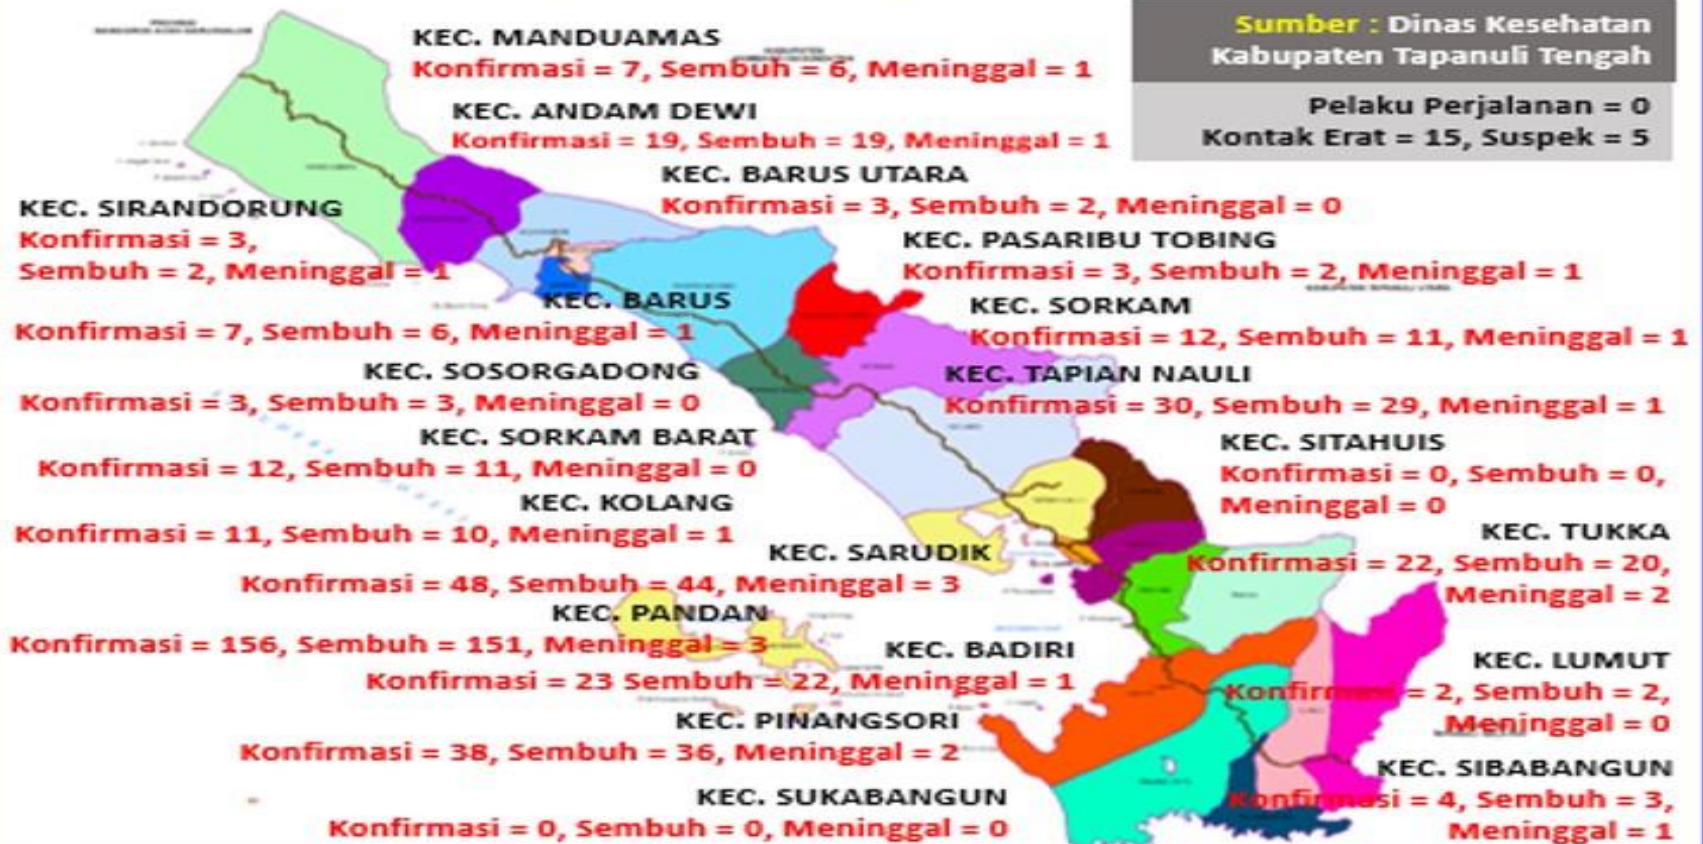 Sumber : Dinas Kesehatan
Kabupaten Tapanuli Tengah
Pelaku Perjalanan = 0
Kontak Erat = 15, Suspek = 5
KEC. MANDUAMAS
Konfirmasi = 7, Sembuh = 6, Meninggal = 1
KEC. ANDAM DEWI
Konfirmasi = 19, Sembuh = 19, Meninggal = 1
KEC. BARUS UTARA
Konfirmasi = 3, Sembuh = 2, Meninggal = 0
KEC. SIRANDORUNG
Konfirmasi = 3,
Sembuh = 2, Meninggal = 1
KEC. PASARIBU TOBING
Konfirmasi = 3, Sembuh = 2, Meninggal = 1
KEC. BARUS
Konfirmasi = 7, Sembuh = 6, Meninggal = 1
KEC. SORKAM
Konfirmasi = 12, Sembuh = 11, Meninggal = 1
KEC. SOSORGADONG
Konfirmasi = 3, Sembuh = 3, Meninggal = 0
KEC. TAPIAN NAULI
Konfirmasi = 30, Sembuh = 29, Meninggal = 1
KEC. SORKAM BARAT
Konfirmasi = 12, Sembuh = 11, Meninggal = 0
KEC. SITAHUIS
Konfirmasi = 0, Sembuh = 0,
Meninggal = 0
KEC. KOLANG
Konfirmasi = 11, Sembuh = 10, Meninggal = 1
KEC. TUKKA
Konfirmasi = 22, Sembuh = 20,
Meninggal = 2
KEC. SARUDIK
Konfirmasi = 48, Sembuh = 44, Meninggal = 3
KEC. PANDAN
Konfirmasi = 156, Sembuh = 151, Meninggal = 3
KEC. BADIRI
Konfirmasi = 23 Sembuh = 22, Meninggal = 1
KEC. LUMUT
Konfirmasi = 2, Sembuh = 2,
Meninggal = 0
KEC. PINANGSORI
Konfirmasi = 38, Sembuh = 36, Meninggal = 2
KEC. SIBABANGUN
Konfirmasi = 4, Sembuh = 3,
Meninggal = 1
KEC. SUKABANGUN
Konfirmasi = 0, Sembuh = 0, Meninggal = 0